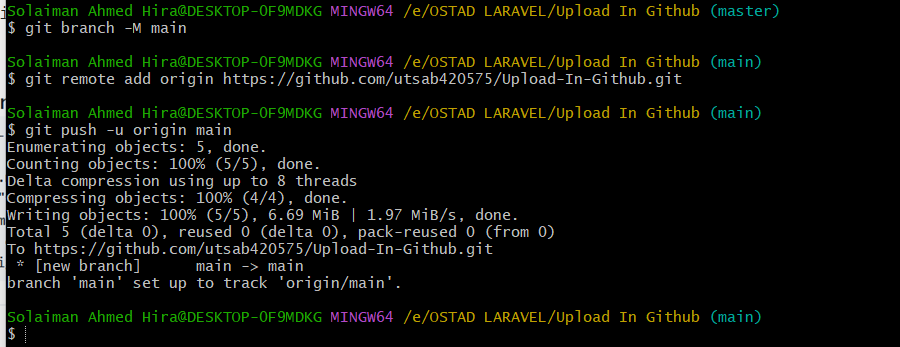 Solaiman Ahmed Hira@DESKTOP-0F9MDKG MINGW64 /e/OSTAD LARAVEL/Upload In Github (master)
$ git branch -M main
Solaiman Ahmed Hira@DESKTOP-0F9MDKG MINGW64 /e/OSTAD LARAVEL/Upload In Github (main)
$ git remote add origin https://github.com/utsab420575/Upload-In-Github.git
Solaiman Ahmed Hira@DESKTOP-0F9MDKG MINGW64 /e/OSTAD LARAVEL/Upload In Github (main)
$ git push -u origin main
Enumerating objects: 5, done.
Counting objects: 100% (5/5), done.
Delta compression using up to 8 threads
Compressing objects: 100% (4/4), done.
Writing objects: 100% (5/5), 6.69 MiB | 1.97 MiB/s, done.
Total 5 (delta 0), reused 0 (delta 0), pack-reused 0 (from 0)
To https://github.com/utsab420575/Upload-In-Github.git
 * [new branch]      main -> main
branch 'main' set up to track 'origin/main'.
Solaiman Ahmed Hira@DESKTOP-0F9MDKG MINGW64 /e/OSTAD LARAVEL/Upload In Github (main)
$